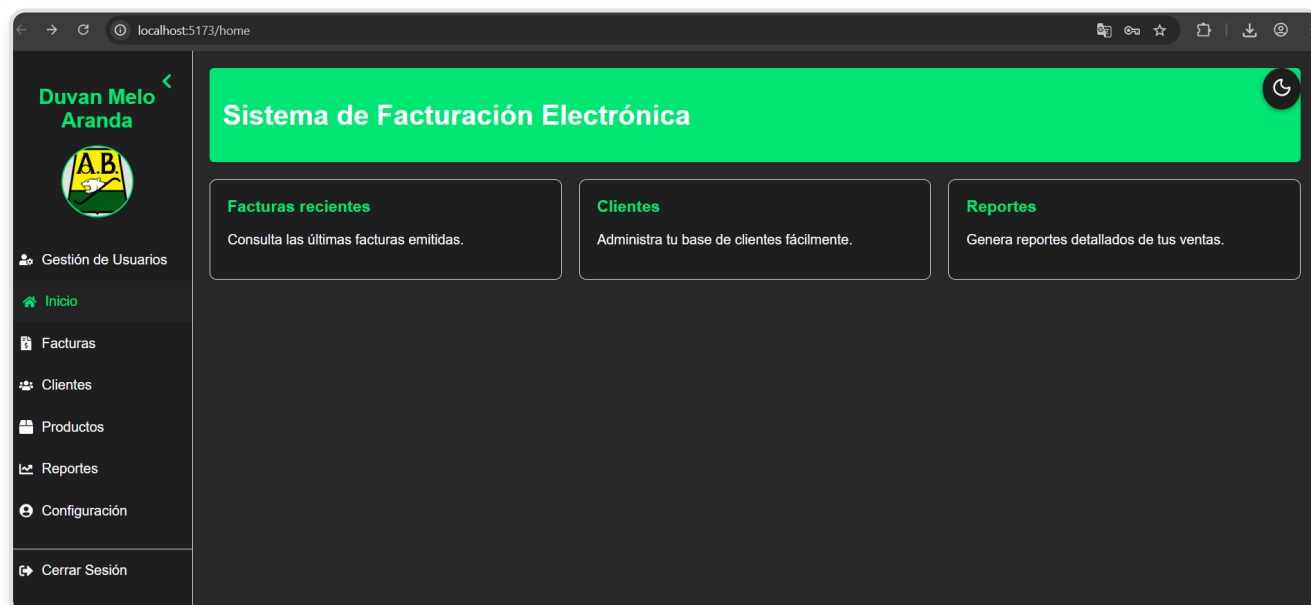 localhost:5173/home
Duvan Melo
Aranda
A.B.
Gestión de Usuarios
Inicio
Facturas
Clientes
Productos
Reportes
Configuración
Cerrar Sesión
Sistema de Facturación Electrónica
Facturas recientes
Consulta las últimas facturas emitidas.
Clientes
Administra tu base de clientes fácilmente.
Reportes
Genera reportes detallados de tus ventas.